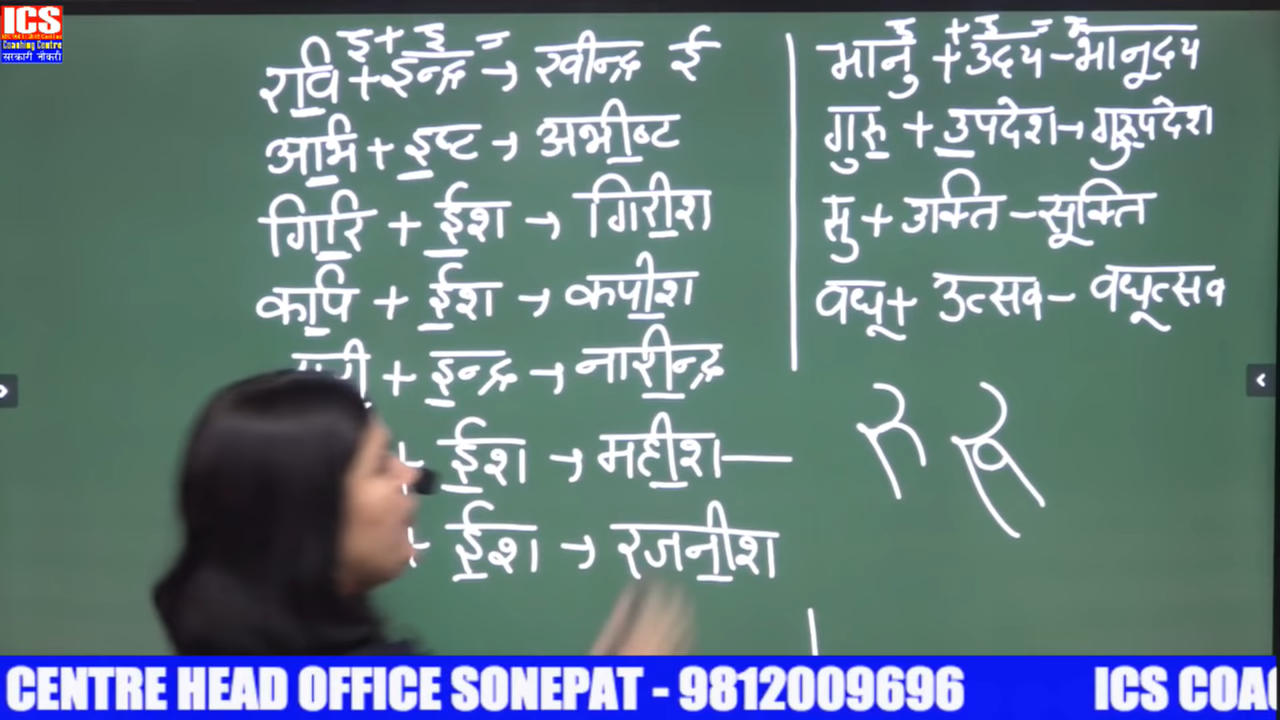 ICS
Coaching Centre
सरकारी नौकरी
इ + इ = ई
रवि + इन्द्र → रवीन्द्र
अभि + इष्ट → अभीष्ट
गिरि + ईश → गिरीश
कपि + ईश → कपीश
+ इन्द्र → नारीन्द्र
+ ईश → महीश
+ ईश → रजनीश
भानु + उदय - भानूदय
गुरु + उपदेश → गुरूपदेश
सु + उक्ति - सूक्ति
वधू + उत्सव - वधूत्सव
रु रू
CENTRE HEAD OFFICE SONEPAT - 9812009696 ICS COA